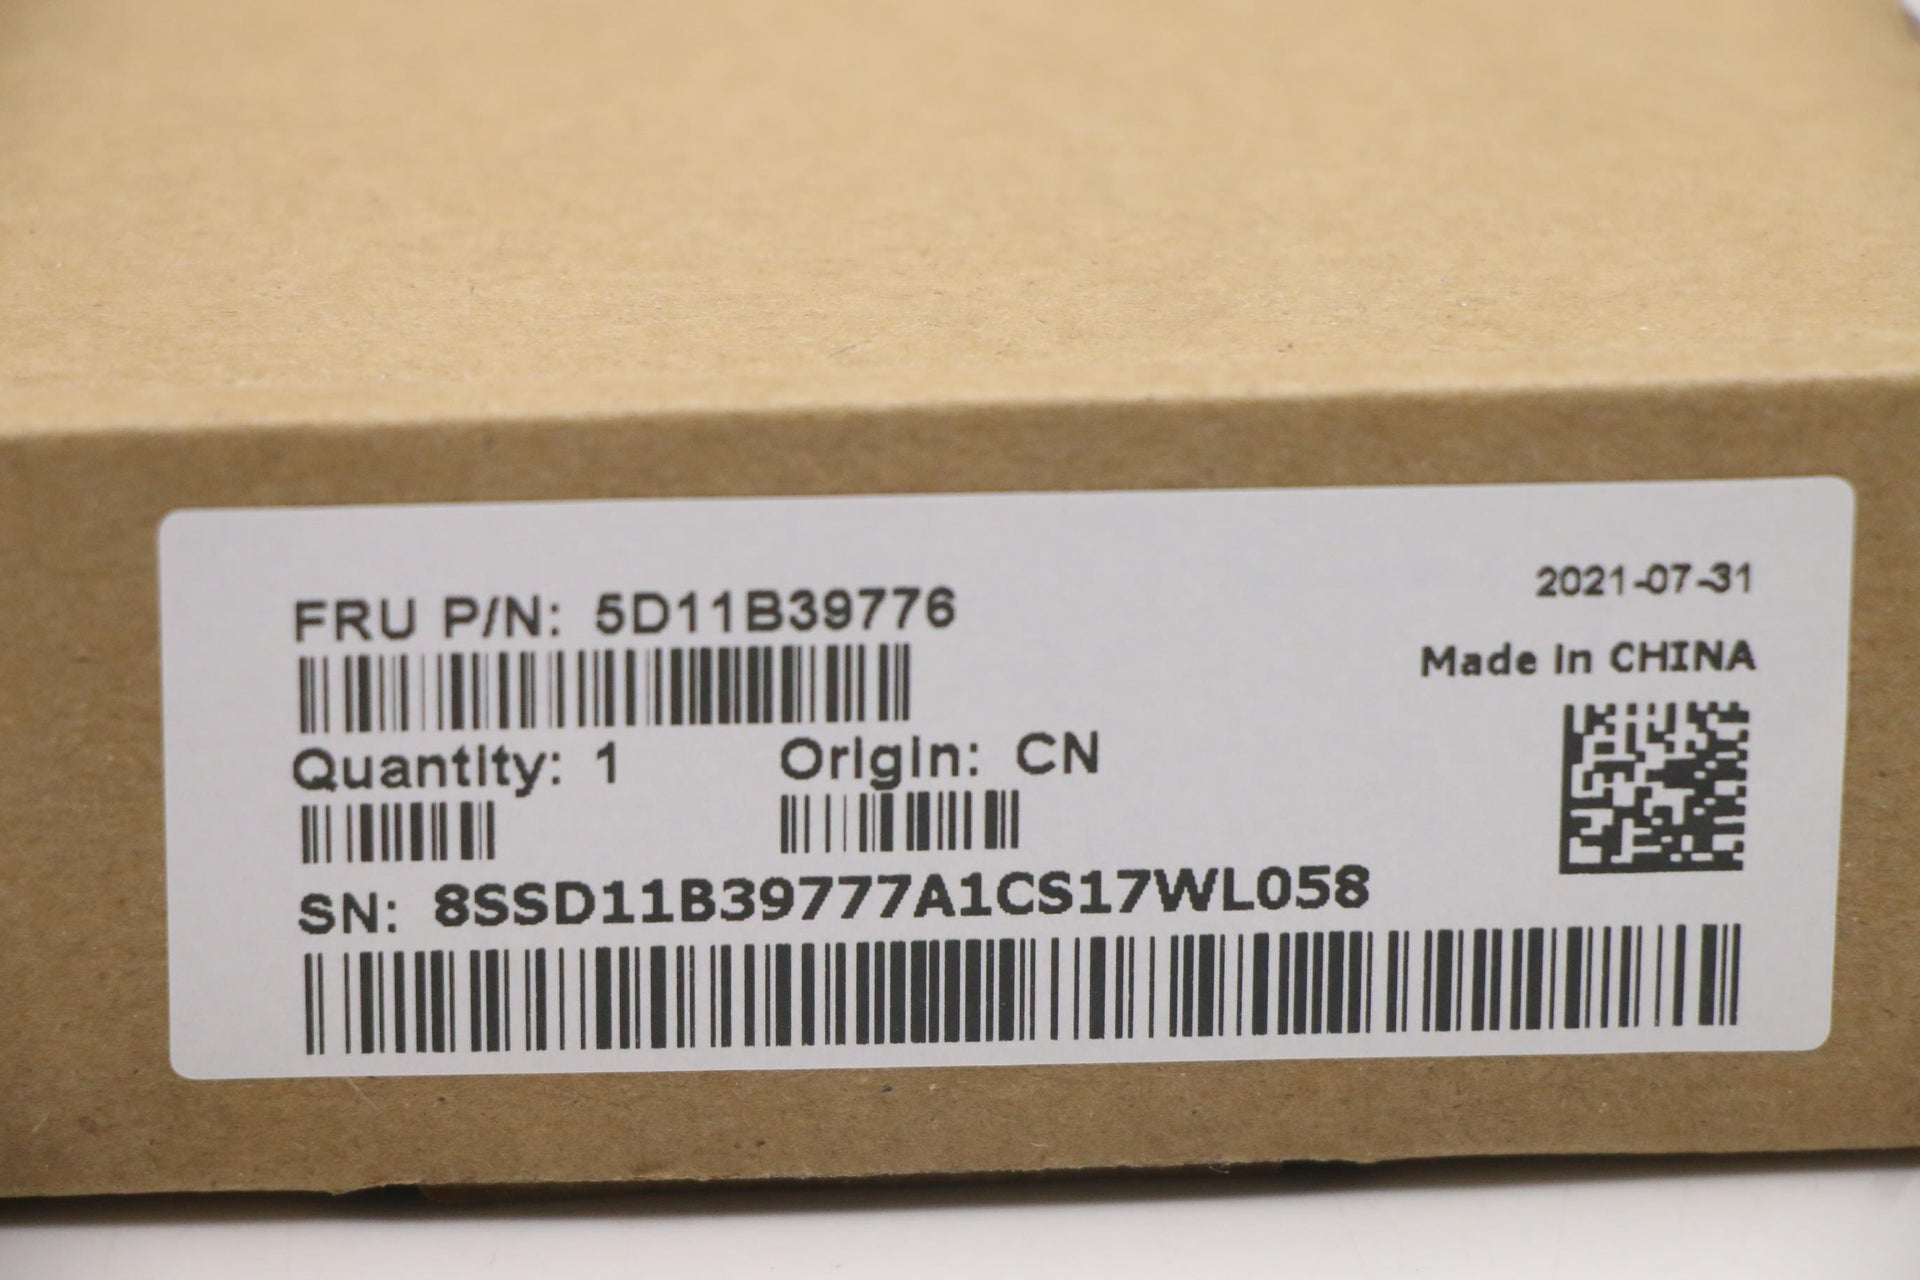 2021-07-31
FRU P/N: 5D11B39776
Made in CHINA
Quantity: 1 Origin: CN
SN: 8SSD11B39777A1CS17WL058